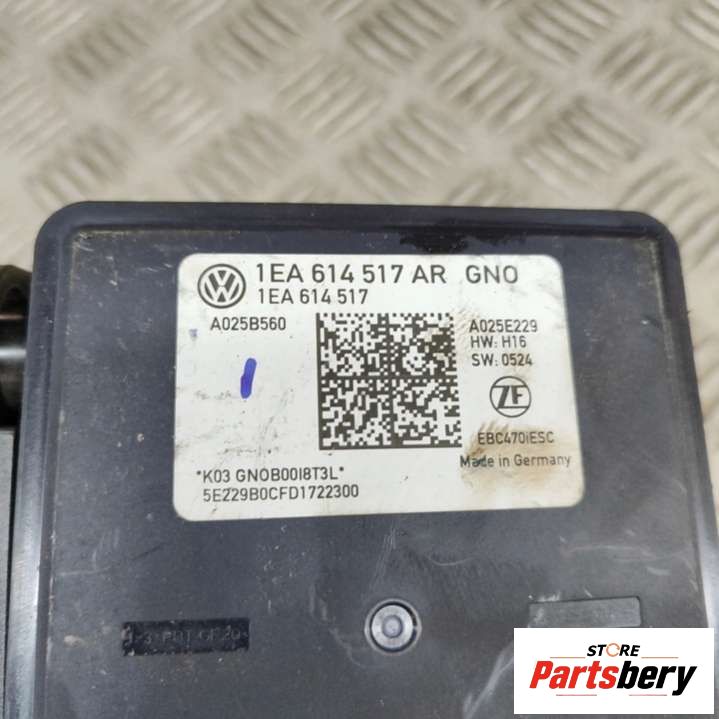 1EA 614 517 AR GNO
1EA 614 517
A025B560
A025E229
HW: H16
SW: 0524
ZF
EBC470iESC
Made in Germany
*K03 GNOB00I8T3L*
5E229B0CFD1722300
STORE
Partsbery